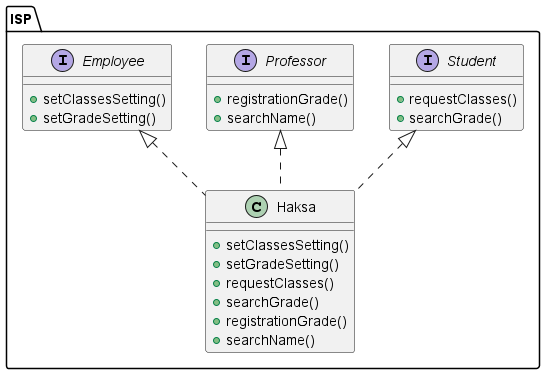 ISP
I Employee
setClassesSetting()
setGradeSetting()
I Professor
registrationGrade()
searchName()
I Student
requestClasses()
searchGrade()
C Haksa
setClassesSetting()
setGradeSetting()
requestClasses()
searchGrade()
registrationGrade()
searchName()